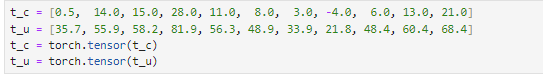 t_c = [0.5,  14.0, 15.0, 28.0, 11.0,  8.0,  3.0, -4.0,  6.0, 13.0, 21.0]
t_u = [35.7, 55.9, 58.2, 81.9, 56.3, 48.9, 33.9, 21.8, 48.4, 60.4, 68.4]
t_c = torch.tensor(t_c)
t_u = torch.tensor(t_u)